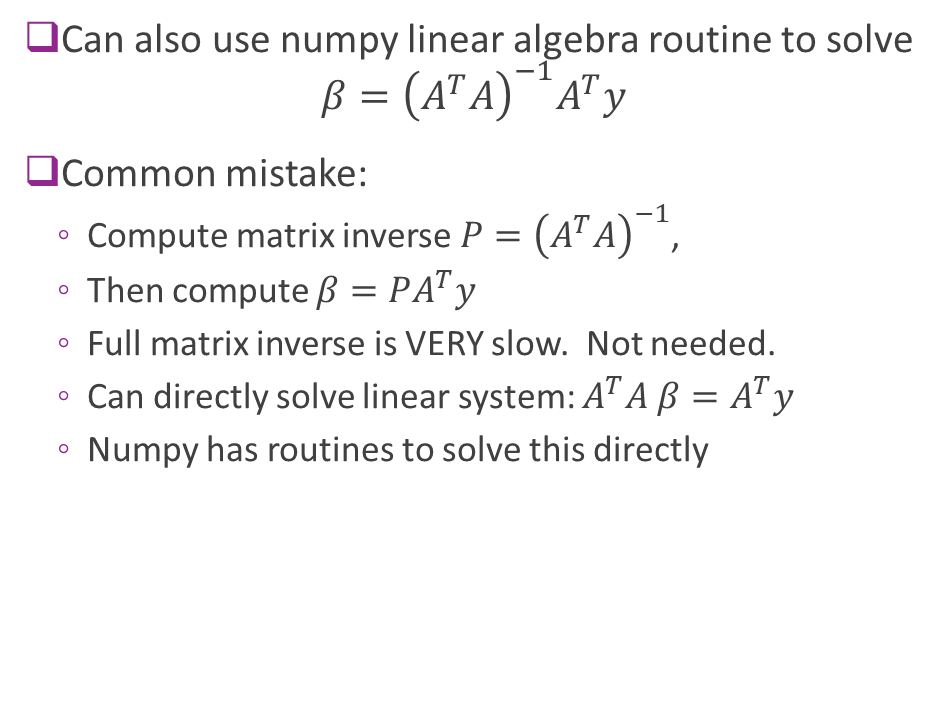 ❑Can also use numpy linear algebra routine to solve
𝛽 = (𝐴ᵀ𝐴)⁻¹𝐴ᵀ𝑦
❑Common mistake:
◦ Compute matrix inverse 𝑃 = (𝐴ᵀ𝐴)⁻¹,
◦ Then compute 𝛽 = 𝑃𝐴ᵀ𝑦
◦ Full matrix inverse is VERY slow. Not needed.
◦ Can directly solve linear system: 𝐴ᵀ𝐴 𝛽 = 𝐴ᵀ𝑦
◦ Numpy has routines to solve this directly